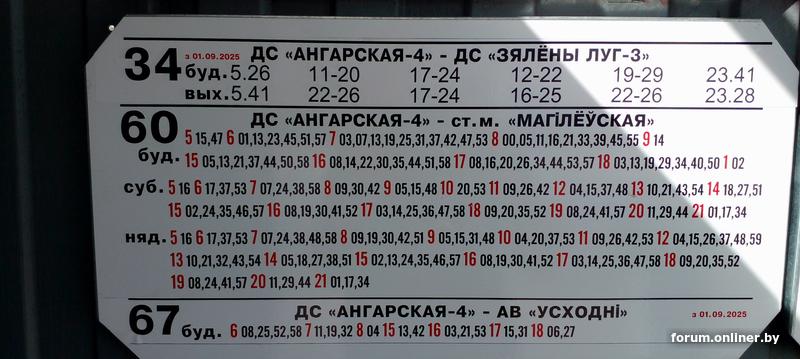 34 з 01.09.2025 ДС «АНГАРСКАЯ-4» - ДС «ЗЯЛЁНЫ ЛУГ-3»
буд. 5.26 11-20 17-24 12-22 19-29 23.41
вых. 5.41 22-26 17-24 16-25 22-26 23.28
60 ДС «АНГАРСКАЯ-4» - ст.м. «МАГІЛЁЎСКАЯ»
5 15,47 6 01,13,23,45,51,57 7 03,07,13,19,25,31,37,42,47,53 8 00,05,11,16,21,33,39,45,55 9 14
буд. 15 05,13,21,37,44,50,58 16 08,14,22,30,35,44,51,58 17 08,16,20,26,34,44,53,57 18 03,13,19,29,34,40,50 1 02
суб. 5 16 6 17,37,53 7 07,24,38,58 8 09,30,42 9 05,15,48 10 20,53 11 09,26,42 12 04,15,37,48 13 10,21,43,54 14 18,27,51
15 02,24,35,46,57 16 08,19,30,41,52 17 03,14,25,36,47,58 18 09,20,35,52 19 08,24,41,57 20 11,29,44 21 01,17,34
няд. 5 16 6 17,37,53 7 07,24,38,48,58 8 09,19,30,42,51 9 05,15,31,48 10 04,20,37,53 11 09,26,42,53 12 04,15,26,37,48,59
13 10,21,32,43,54 14 05,18,27,38,51 15 02,13,24,35,46,57 16 08,19,30,41,52 17 03,14,25,36,47,58 18 09,20,35,52
19 08,24,41,57 20 11,29,44 21 01,17,34
67 ДС «АНГАРСКАЯ-4» - АВ «УСХОДНІ» з 01.09.2025
буд. 6 08,25,52,58 7 11,19,32 8 04 15 13,42 16 03,21,53 17 15,31 18 06,27
forum.onliner.by